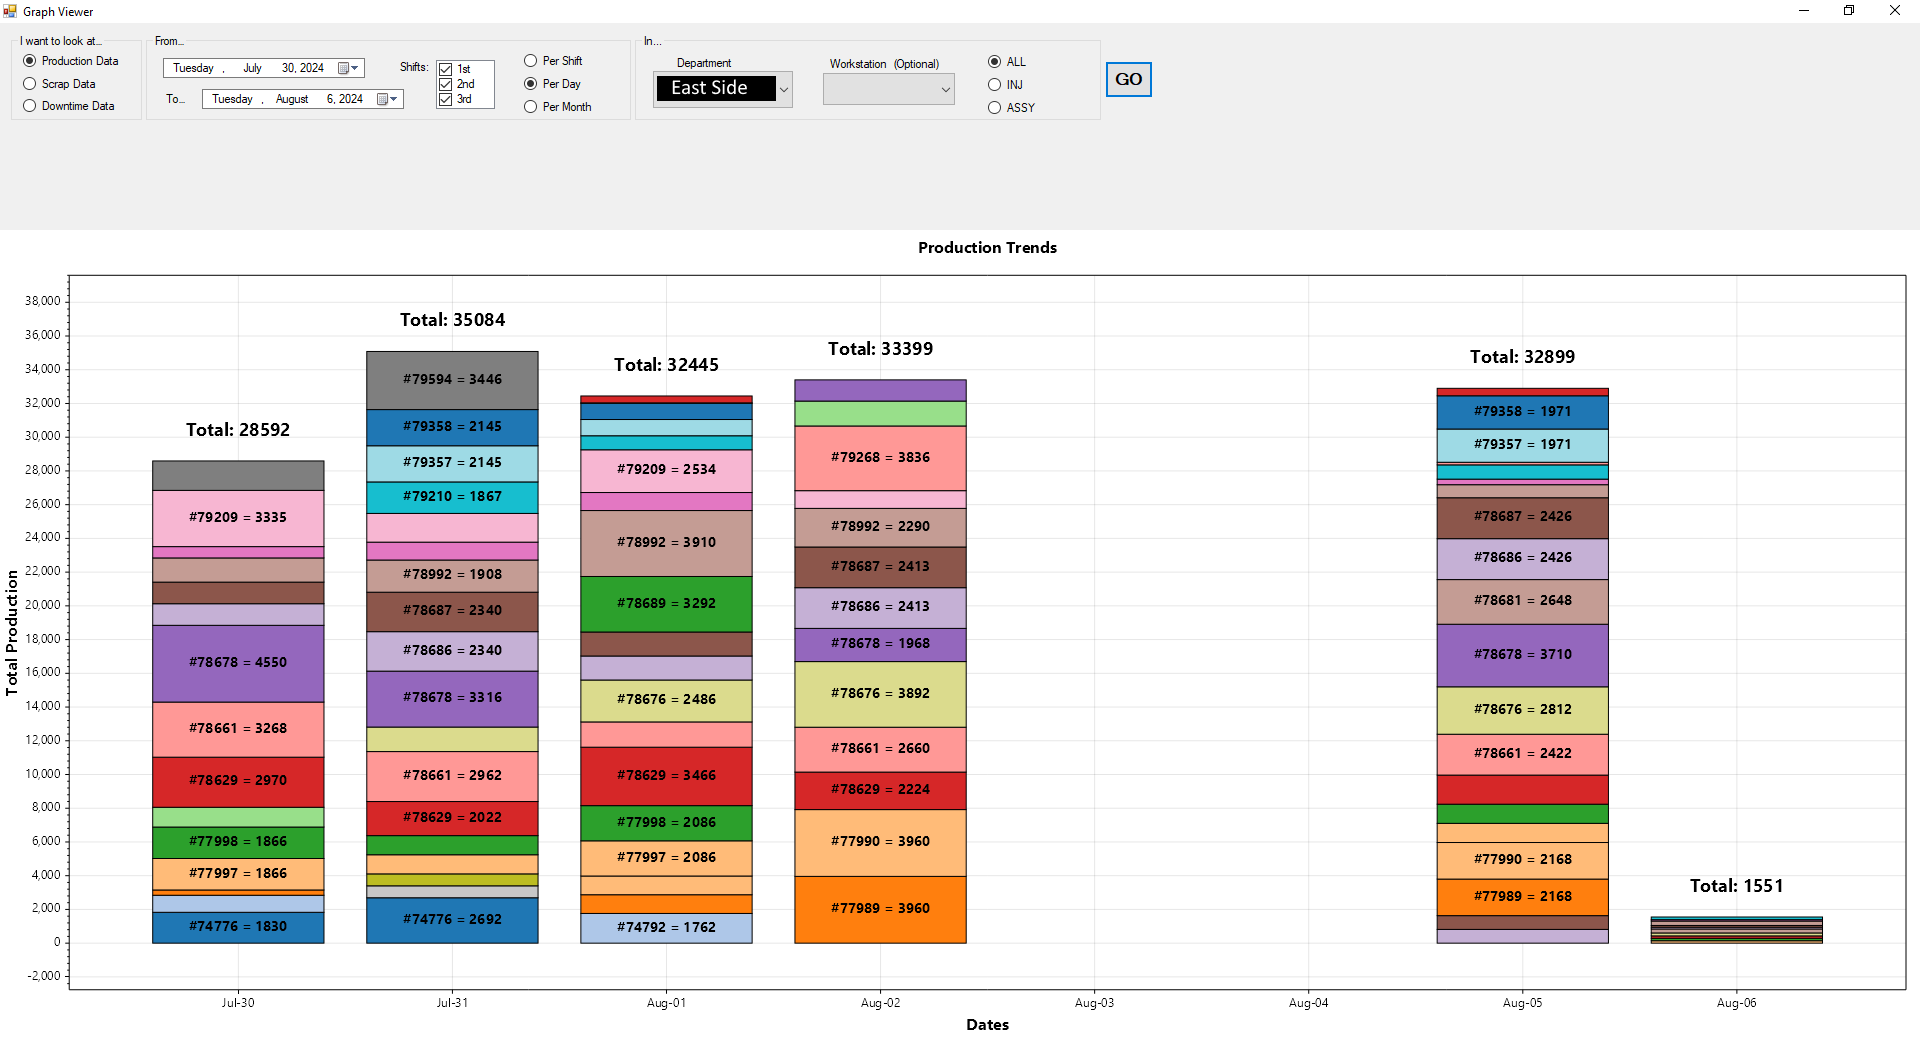 Graph Viewer
I want to look at...
Production Data
Scrap Data
Downtime Data
From...
Tuesday , July 30, 2024
To...
Tuesday , August 6, 2024
Shifts:
1st
2nd
3rd
Per Shift
Per Day
Per Month
In...
Department
East Side
Workstation (Optional)
ALL
INJ
ASSY
GO
Production Trends
Total Production
38,000
36,000
34,000
32,000
30,000
28,000
26,000
24,000
22,000
20,000
18,000
16,000
14,000
12,000
10,000
8,000
6,000
4,000
2,000
0
-2,000
Total: 28592
#79209 = 3335
#78678 = 4550
#78661 = 3268
#78629 = 2970
#77998 = 1866
#77997 = 1866
#74776 = 1830
Total: 35084
#79594 = 3446
#79358 = 2145
#79357 = 2145
#79210 = 1867
#78992 = 1908
#78687 = 2340
#78686 = 2340
#78678 = 3316
#78661 = 2962
#78629 = 2022
#74776 = 2692
Total: 32445
#79209 = 2534
#78992 = 3910
#78689 = 3292
#78676 = 2486
#78629 = 3466
#77998 = 2086
#77997 = 2086
#74792 = 1762
Total: 33399
#79268 = 3836
#78992 = 2290
#78687 = 2413
#78686 = 2413
#78678 = 1968
#78676 = 3892
#78661 = 2660
#78629 = 2224
#77990 = 3960
#77989 = 3960
Total: 32899
#79358 = 1971
#79357 = 1971
#78687 = 2426
#78686 = 2426
#78681 = 2648
#78678 = 3710
#78676 = 2812
#78661 = 2422
#77990 = 2168
#77989 = 2168
Total: 1551
Jul-30
Jul-31
Aug-01
Aug-02
Aug-03
Aug-04
Aug-05
Aug-06
Dates